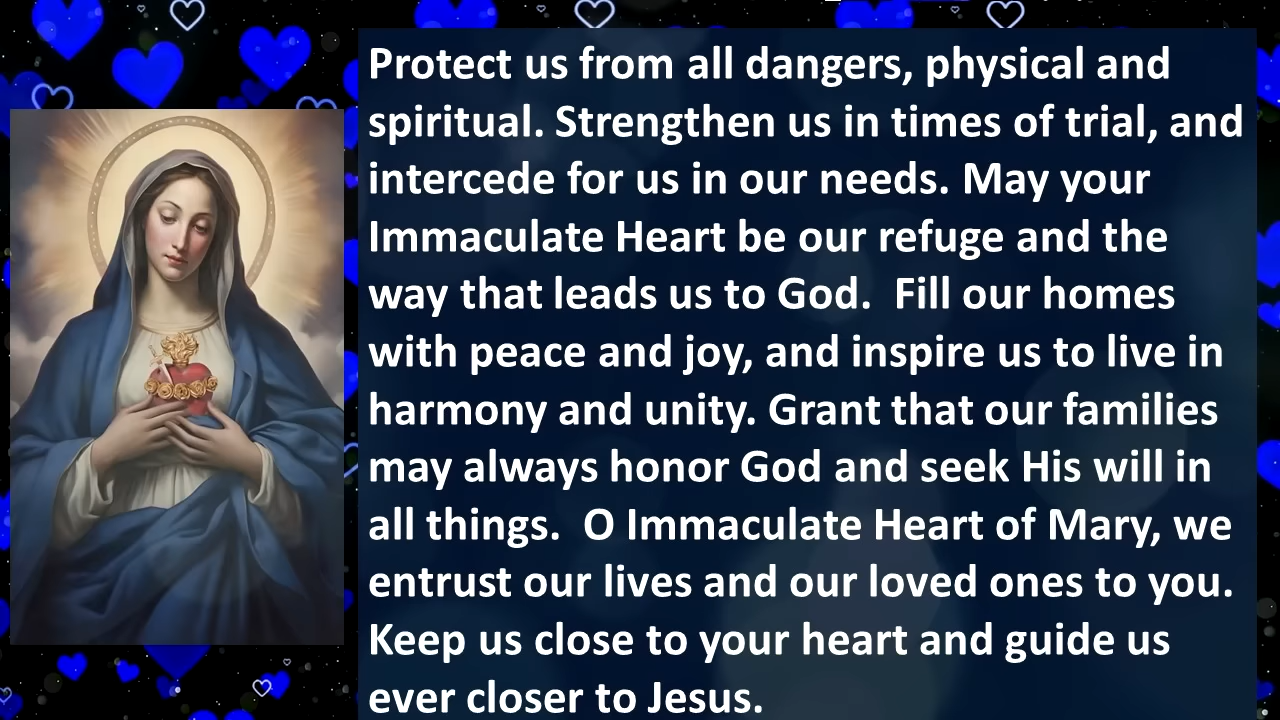 Protect us from all dangers, physical and
spiritual. Strengthen us in times of trial, and
intercede for us in our needs. May your
Immaculate Heart be our refuge and the
way that leads us to God.  Fill our homes
with peace and joy, and inspire us to live in
harmony and unity. Grant that our families
may always honor God and seek His will in
all things.  O Immaculate Heart of Mary, we
entrust our lives and our loved ones to you.
Keep us close to your heart and guide us
ever closer to Jesus.